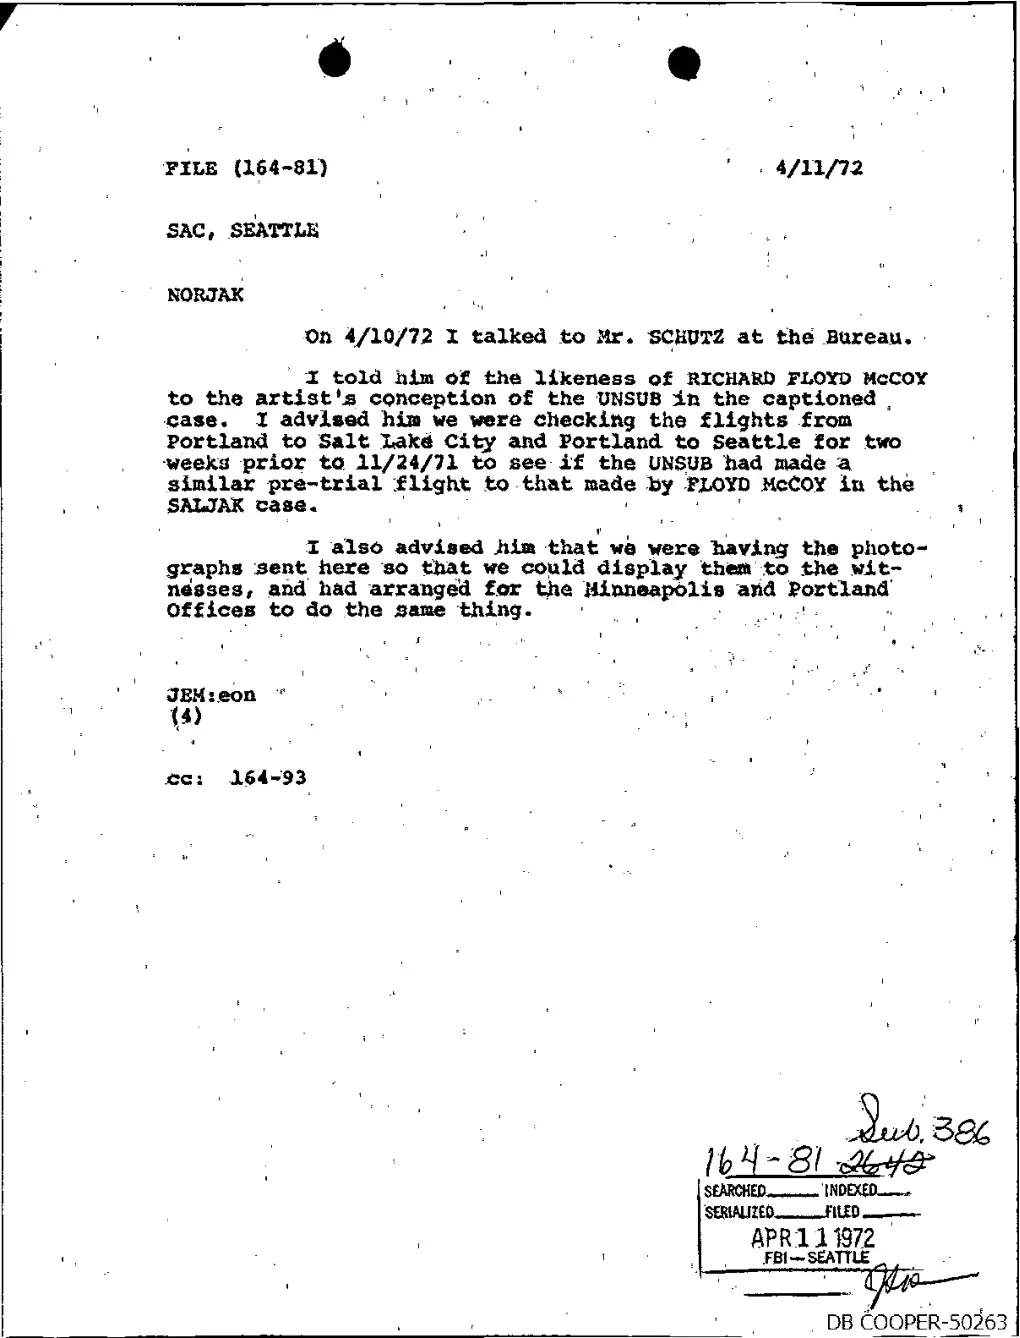 FILE (164-81) 4/11/72
SAC, SEATTLE
NORJAK
On 4/10/72 I talked to Mr. SCHUTZ at the Bureau.
I told him of the likeness of RICHARD FLOYD McCOY
to the artist's conception of the UNSUB in the captioned
case. I advised him we were checking the flights from
Portland to Salt Lake City and Portland to Seattle for two
weeks prior to 11/24/71 to see if the UNSUB had made a
similar pre-trial flight to that made by FLOYD McCOY in the
SALJAK case.
I also advised him that we were having the photo-
graphs sent here so that we could display them to the wit-
nesses, and had arranged for the Minneapolis and Portland
Offices to do the same thing.
JEM:eon
(4)
cc: 164-93
Sub. 386
164-81 2642
SEARCHED INDEXED
SERIALIZED FILED
APR 11 1972
FBI-SEATTLE
DB COOPER-50263